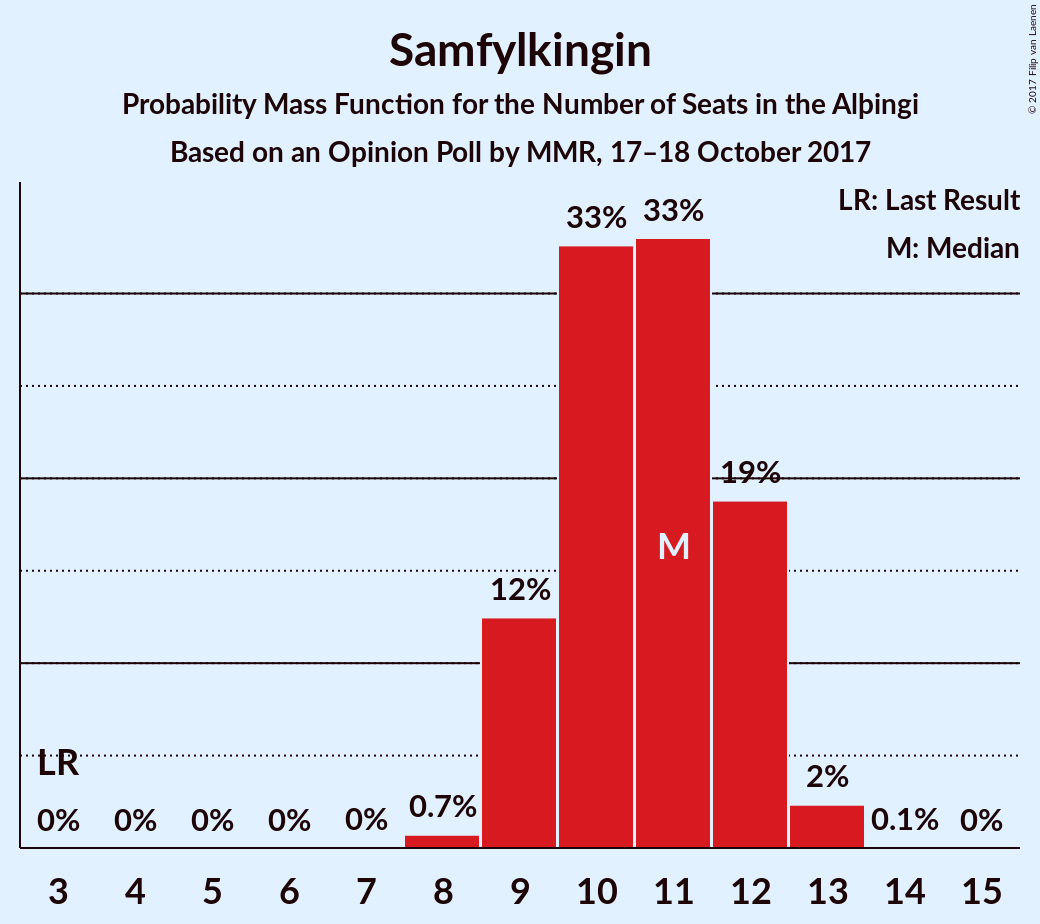 Samfylkingin
Probability Mass Function for the Number of Seats in the Alþingi
Based on an Opinion Poll by MMR, 17–18 October 2017
© 2017 Filip van Laenen
LR: Last Result
M: Median
33% 33%
19%
M
12%
LR
0% 0% 0% 0% 0% 0.7% 2% 0.1% 0%
3 4 5 6 7 8 9 10 11 12 13 14 15